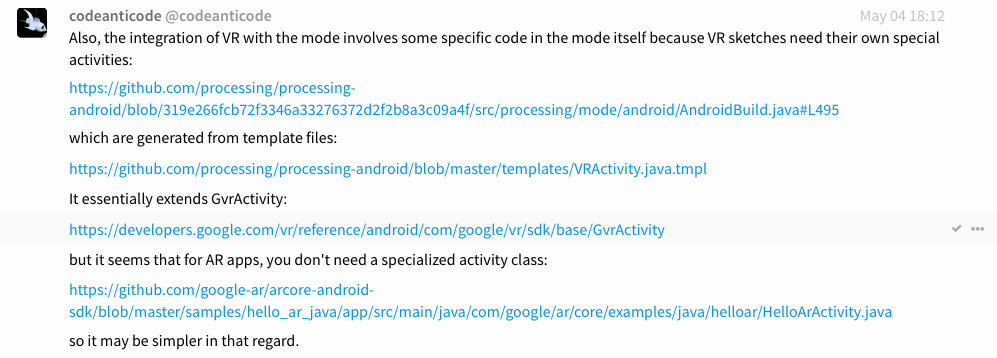 codeanticode @codeanticode May 04 18:12
Also, the integration of VR with the mode involves some specific code in the mode itself because VR sketches need their own special
activities:
https://github.com/processing/processing-
android/blob/319e266fcb72f3346a33276372d2f2b8a3c09a4f/src/processing/mode/android/AndroidBuild.java#L495
which are generated from template files:
https://github.com/processing/processing-android/blob/master/templates/VRActivity.java.tmpl
It essentially extends GvrActivity:
https://developers.google.com/vr/reference/android/com/google/vr/sdk/base/GvrActivity
but it seems that for AR apps, you don't need a specialized activity class:
https://github.com/google-ar/arcore-android-
sdk/blob/master/samples/hello_ar_java/app/src/main/java/com/google/ar/core/examples/java/helloar/HelloArActivity.java
so it may be simpler in that regard.